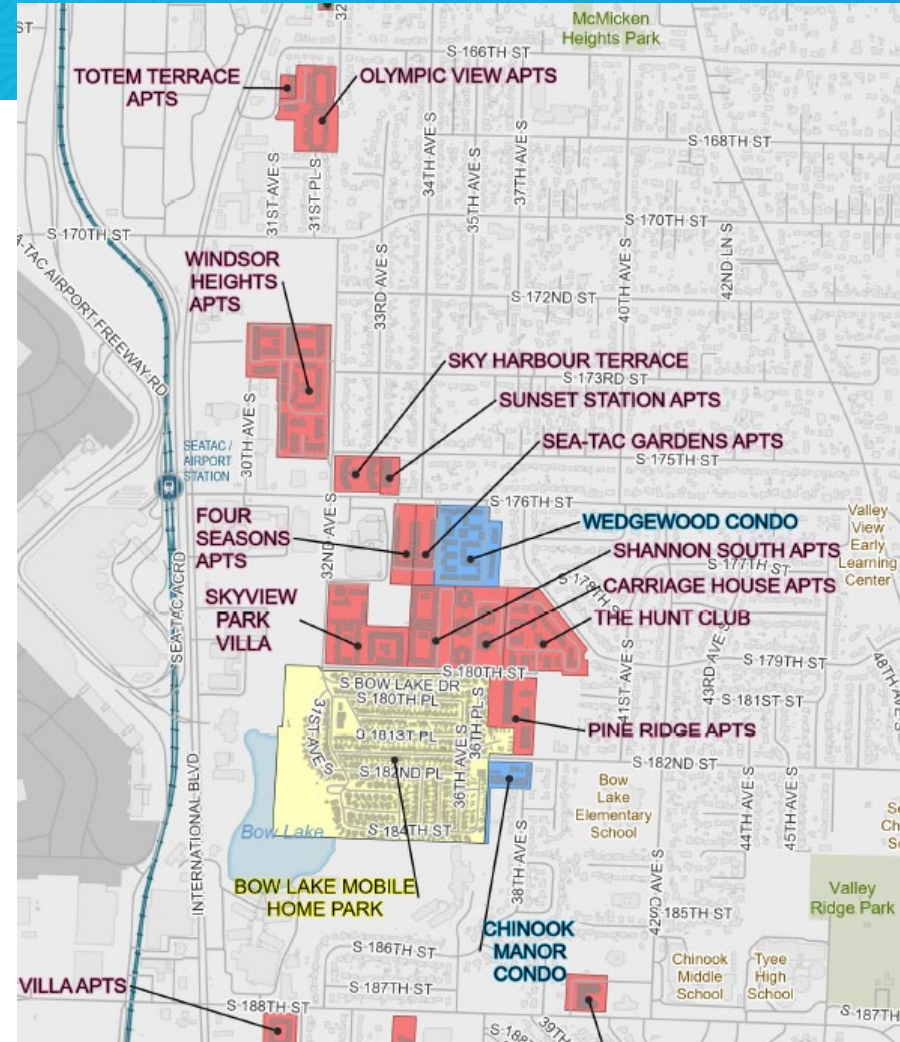 ST
32
McMicken
Heights Park
S 166TH ST
TOTEM TERRACE
APTS
OLYMPIC VIEW APTS
34TH AVE S
35TH AVE S
37TH AVE S
S 168TH ST
31ST AVE S
31ST PL S
S 170TH ST
S 170TH ST
A-TAC AIRPORT FREEWAY RD
33RD AVE S
40TH AVE S
42ND LN S
WINDSOR
HEIGHTS
APTS
S 172ND ST
SKY HARBOUR TERRACE
S 173RD ST
SUNSET STATION APTS
30TH AVE S
SEATAC /
AIRPORT
STATION
SEA-TAC GARDENS APTS
S 175TH ST
32ND AVE S
S 176TH ST
FOUR
SEASONS
APTS
WEDGEWOOD CONDO
Valley
View
Early
Learning
Center
SHANNON SOUTH APTS
S 177TH ST
S 178TH
CARRIAGE HOUSE APTS
SKYVIEW
PARK
VILLA
THE HUNT CLUB
SEA-TAC ACRD
41ST AVE S
43RD AVE S
48TH AVE S
S 179TH ST
S 180TH ST
S BOW LAKE DR
S 180TH PL
S 181ST ST
31ST AVE S
36TH PL S
S 181ST PL
PINE RIDGE APTS
36TH AVE S
S 182ND PL
S 182ND ST
INTERNATIONAL BLVD
Bow
Lake
Elementary
School
44TH AVE S
45TH AVE S
Bow Lake
S 184TH ST
38TH AVE S
42ND AVE S
BOW LAKE MOBILE
HOME PARK
Valley
Ridge Park
S 185TH ST
CHINOOK
MANOR
CONDO
S 186TH ST
Chinook
Middle
School
Tyee
High
School
VILLA APTS
S 187TH ST
S 188TH ST
S 187TH
39TH
S 188